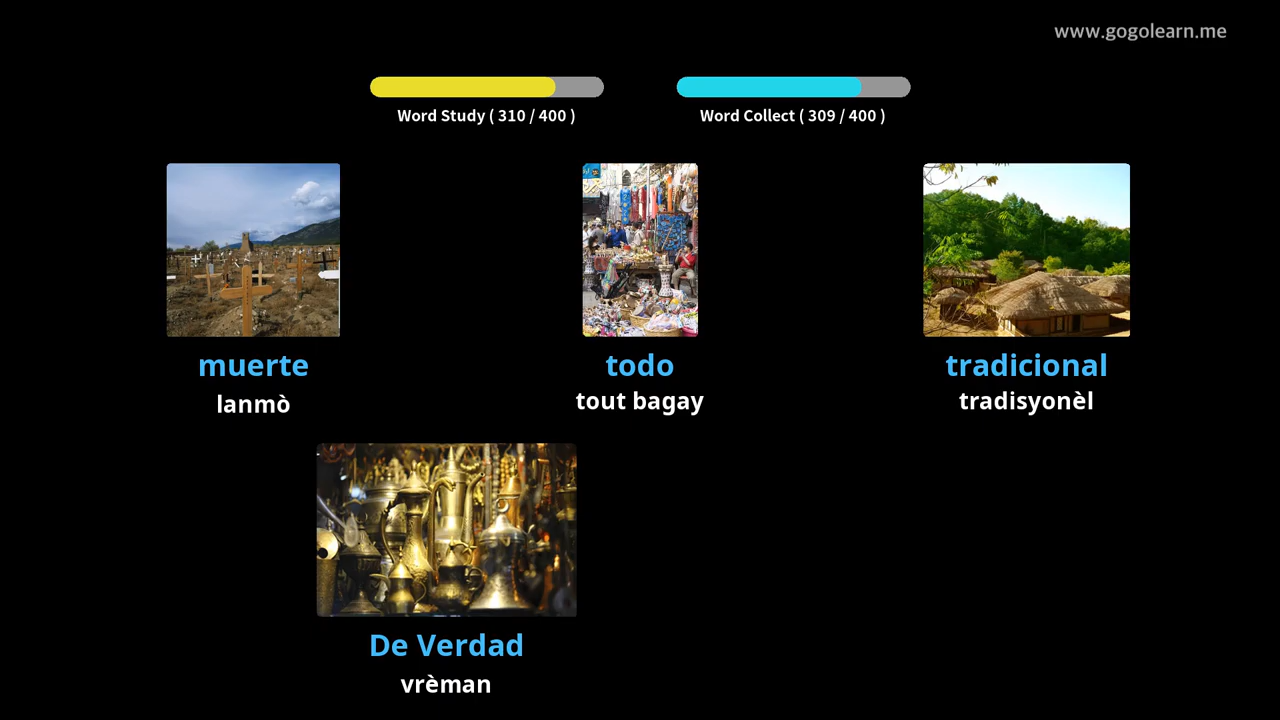 www.gogolearn.me
Word Study ( 310 / 400 )
Word Collect ( 309 / 400 )
muerte
todo
tradicional
lanmò
tout bagay
tradisyonèl
De Verdad
vrèman